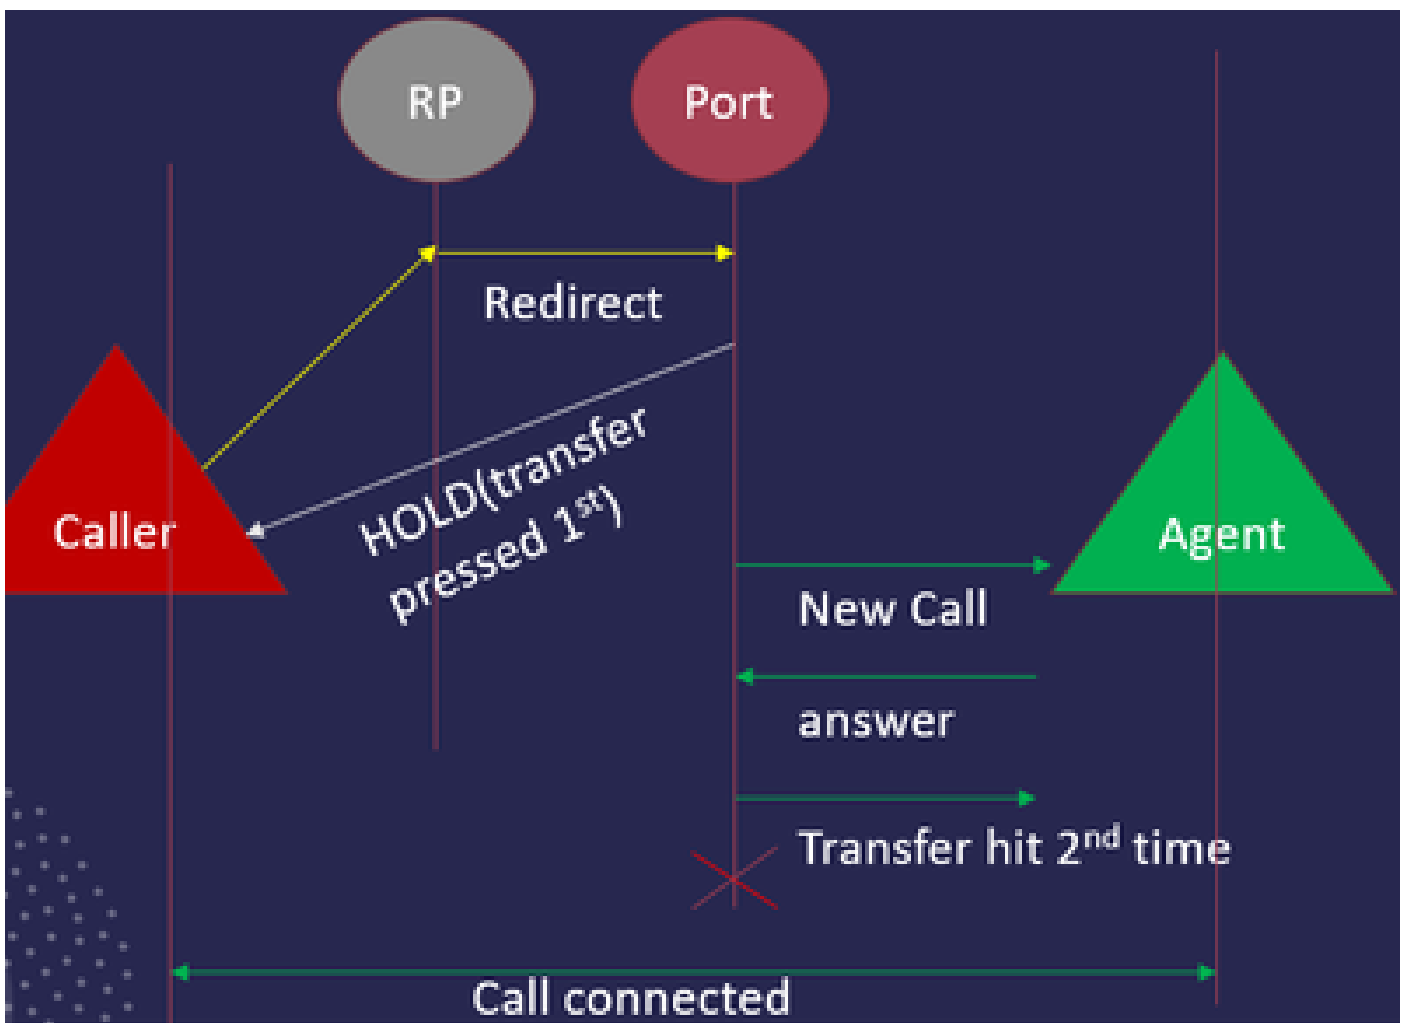 RP
Port
Redirect
HOLD(transfer
pressed 1st)
Caller
Agent
New Call
answer
Transfer hit 2nd time
Call connected